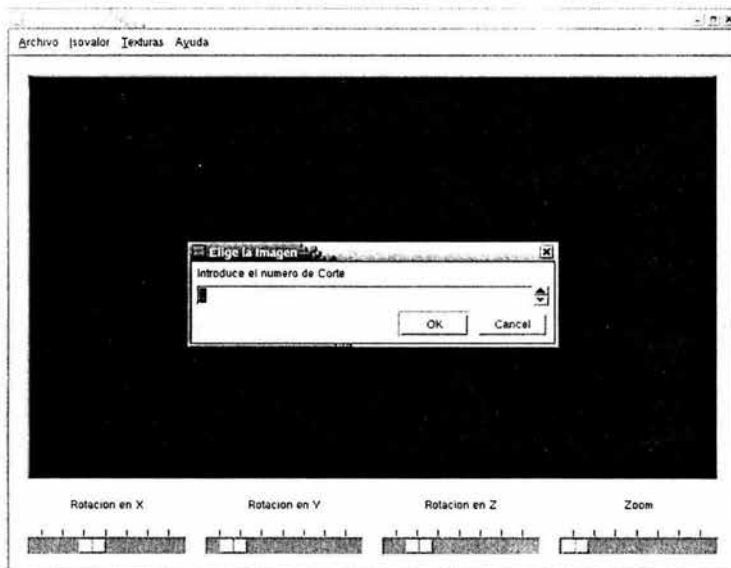 Archivo Isovalor Texturas Ayuda
Elige la Imagen
Introduce el numero de Corte
OK Cancel
Rotacion en X Rotacion en Y Rotacion en Z Zoom